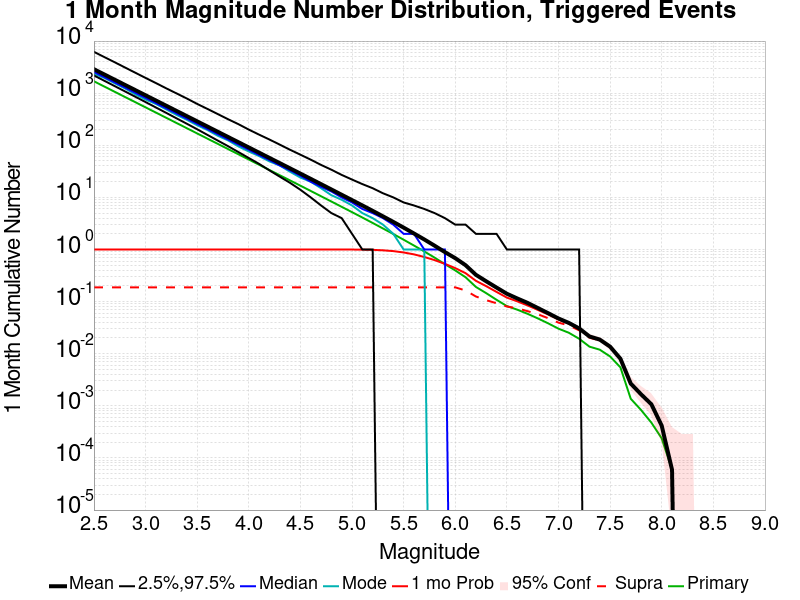 1 Month Magnitude Number Distribution, Triggered Events
1 Month Cumulative Number
10 4
10 3
10 2
10 1
10 0
10 -1
10 -2
10 -3
10 -4
10 -5
2.5 3.0 3.5 4.0 4.5 5.0 5.5 6.0 6.5 7.0 7.5 8.0 8.5 9.0
Magnitude
Mean 2.5%,97.5% Median Mode 1 mo Prob 95% Conf Supra Primary